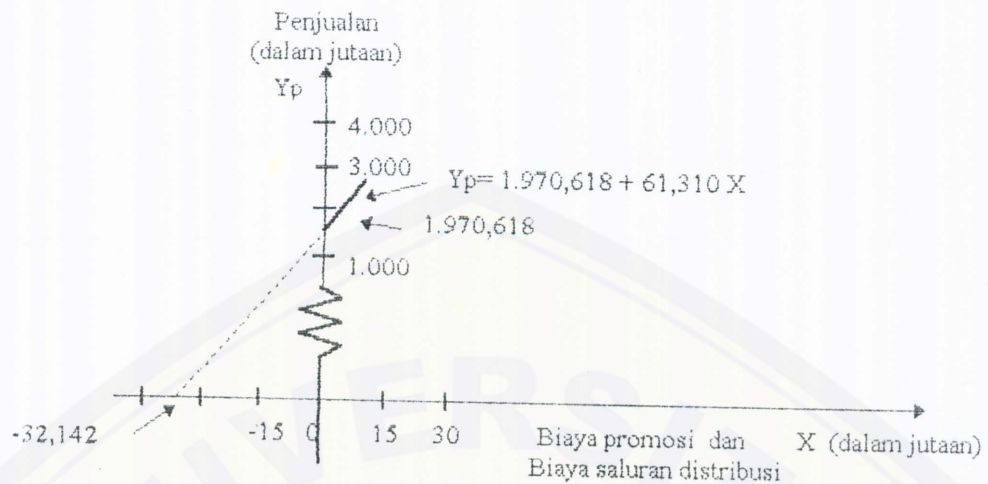 Penjualan
(dalam jutaan)
Yp
4.000
3.000
Yp= 1.970,618 + 61,310 X
1.970,618
1.000
-32,142
-15 0 15 30
Biaya promosi dan X (dalam jutaan)
Biaya saluran distribusi
UNIVERSI